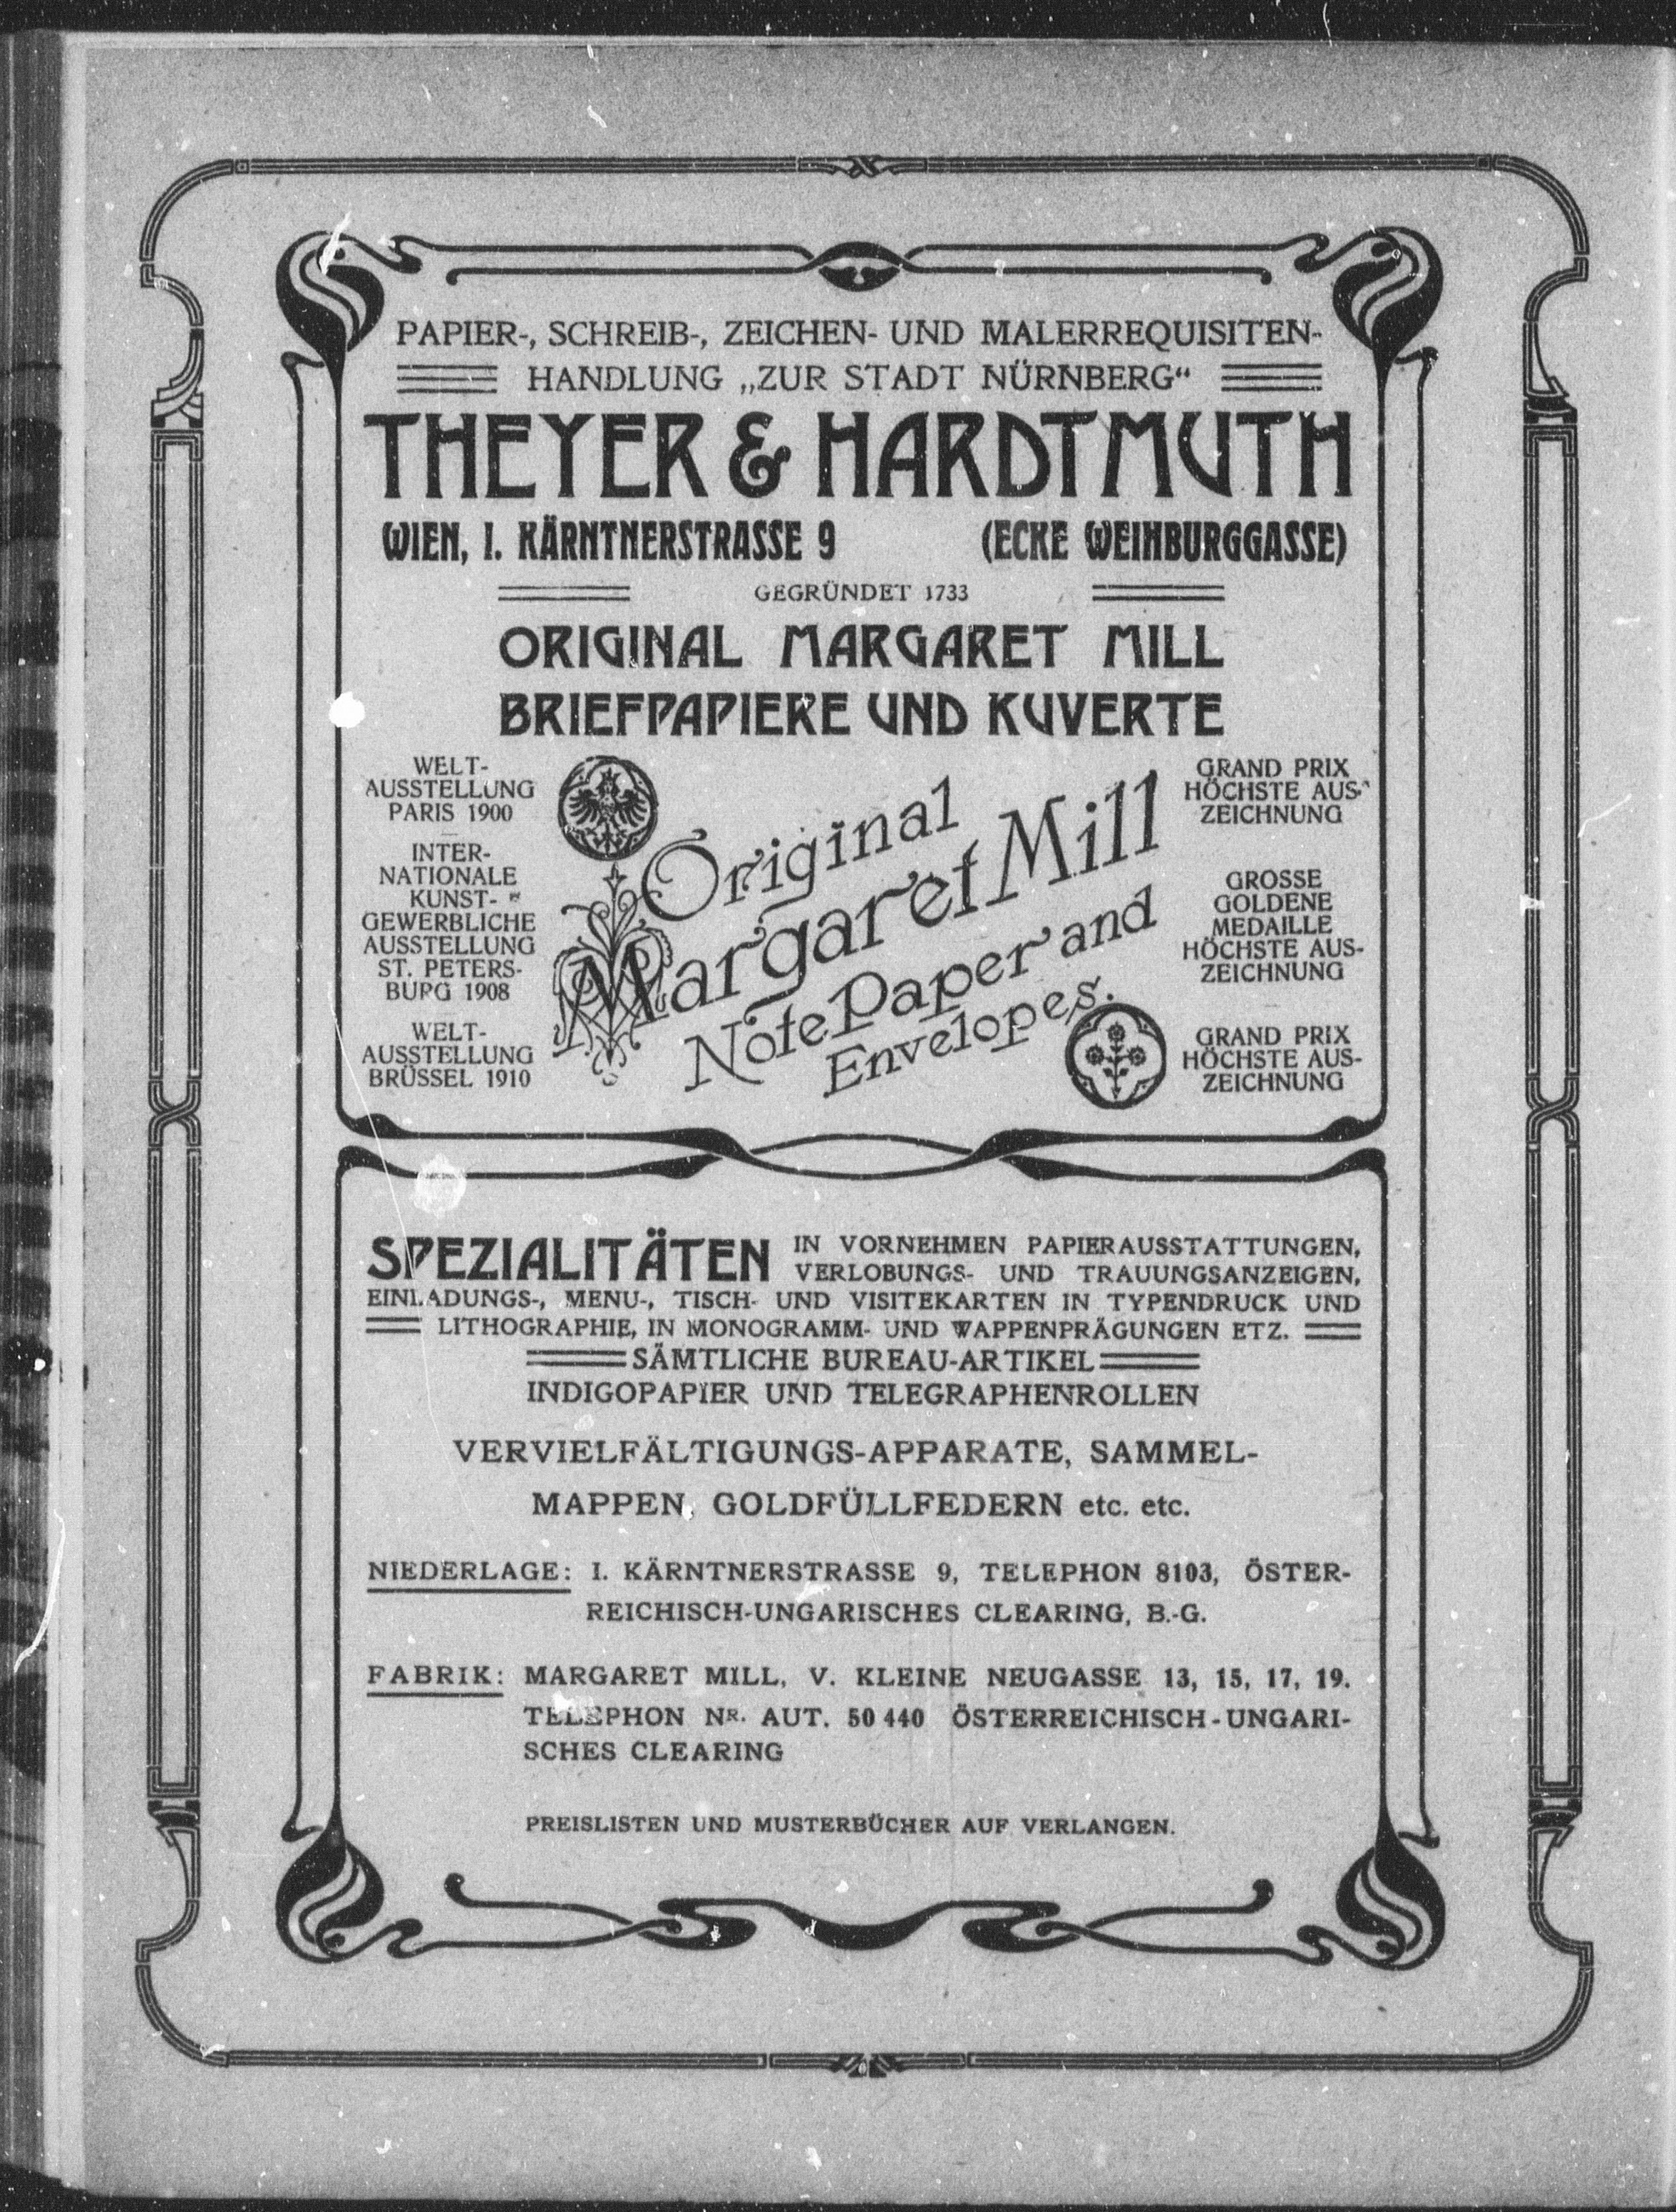 PAPIER-, SCHREIB-, ZEICHEN- UND MALERREQUISITEN-
HANDLUNG „ZUR STADT NÜRNBERG“
THEYER & HARDTMUTH
WIEN, I. KÄRNTNERSTRASSE 9 (ECKE WEIHBURGGASSE)
GEGRÜNDET 1733
ORIGINAL MARGARET MILL
BRIEFPAPIERE UND KUVERTE
WELT-
AUSSTELLUNG
PARIS 1900
INTER-
NATIONALE
KUNST-
GEWERBLICHE
AUSSTELLUNG
ST. PETERS-
BURG 1908
WELT-
AUSSTELLUNG
BRÜSSEL 1910
Original
Margaret Mill
Note Paper and
Envelopes.
GRAND PRIX
HÖCHSTE AUS-
ZEICHNUNG
GROSSE
GOLDENE
MEDAILLE
HÖCHSTE AUS-
ZEICHNUNG
GRAND PRIX
HÖCHSTE AUS-
ZEICHNUNG
SPEZIALITÄTEN IN VORNEHMEN PAPIERAUSSTATTUNGEN,
VERLOBUNGS- UND TRAUUNGSANZEIGEN,
EINLADUNGS-, MENU-, TISCH- UND VISITEKARTEN IN TYPENDRUCK UND
LITHOGRAPHIE, IN MONOGRAMM- UND WAPPENPRÄGUNGEN ETZ.
SÄMTLICHE BUREAU-ARTIKEL
INDIGOPAPIER UND TELEGRAPHENROLLEN
VERVIELFÄLTIGUNGS-APPARATE, SAMMEL-
MAPPEN, GOLDFÜLLFEDERN etc. etc.
NIEDERLAGE: I. KÄRNTNERSTRASSE 9, TELEPHON 8103, ÖSTER-
REICHISCH-UNGARISCHES CLEARING, B.-G.
FABRIK: MARGARET MILL, V. KLEINE NEUGASSE 13, 15, 17, 19.
TELEPHON NR. AUT. 50 440 ÖSTERREICHISCH-UNGARI-
SCHES CLEARING
PREISLISTEN UND MUSTERBÜCHER AUF VERLANGEN.